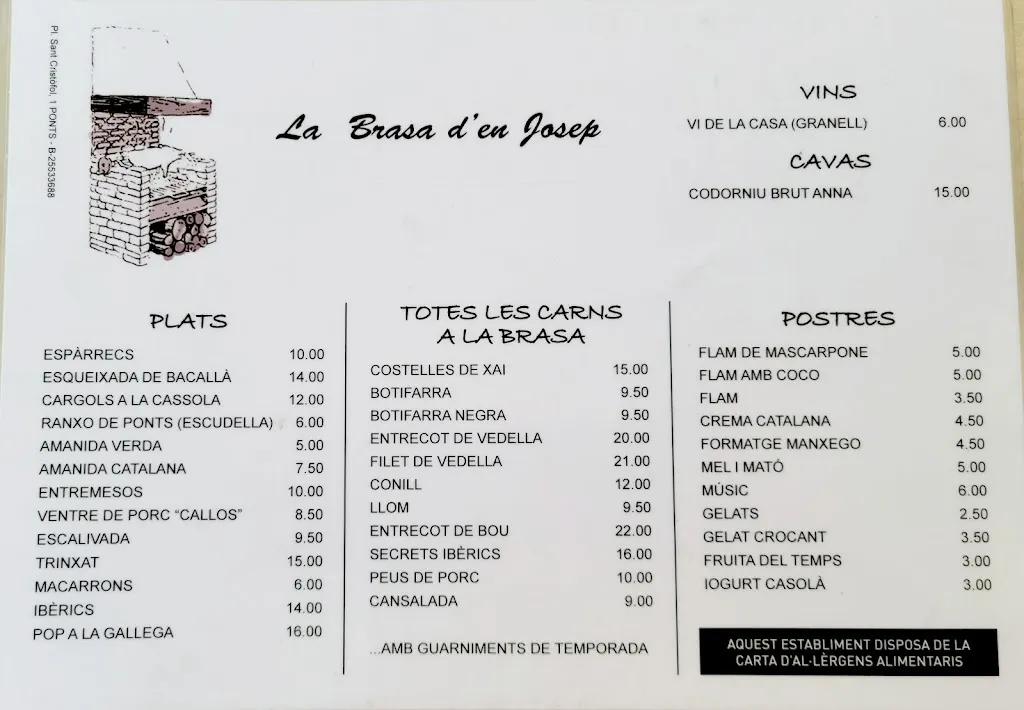 Pl. Sant Cristòfol, 1 PONTS - B-25533688
La Brasa d'en Josep
VINS
VI DE LA CASA (GRANELL) 6.00
CAVAS
CODORNIU BRUT ANNA 15.00
PLATS
ESPÀRRECS 10.00
ESQUEIXADA DE BACALLÀ 14.00
CARGOLS A LA CASSOLA 12.00
RANXO DE PONTS (ESCUDELLA) 6.00
AMANIDA VERDA 5.00
AMANIDA CATALANA 7.50
ENTREMESOS 10.00
VENTRE DE PORC “CALLOS” 8.50
ESCALIVADA 9.50
TRINXAT 15.00
MACARRONS 6.00
IBÈRICS 14.00
POP A LA GALLEGA 16.00
TOTES LES CARNS
A LA BRASA
COSTELLES DE XAI 15.00
BOTIFARRA 9.50
BOTIFARRA NEGRA 9.50
ENTRECOT DE VEDELLA 20.00
FILET DE VEDELLA 21.00
CONILL 12.00
LLOM 9.50
ENTRECOT DE BOU 22.00
SECRETS IBÈRICS 16.00
PEUS DE PORC 10.00
CANSALADA 9.00
...AMB GUARNIMENTS DE TEMPORADA
POSTRES
FLAM DE MASCARPONE 5.00
FLAM AMB COCO 5.00
FLAM 3.50
CREMA CATALANA 4.50
FORMATGE MANXEGO 4.50
MEL I MATÓ 5.00
MÚSIC 6.00
GELATS 2.50
GELAT CROCANT 3.50
FRUITA DEL TEMPS 3.00
IOGURT CASOLÀ 3.00
AQUEST ESTABLIMENT DISPOSA DE LA
CARTA D'AL·LÈRGENS ALIMENTARIS